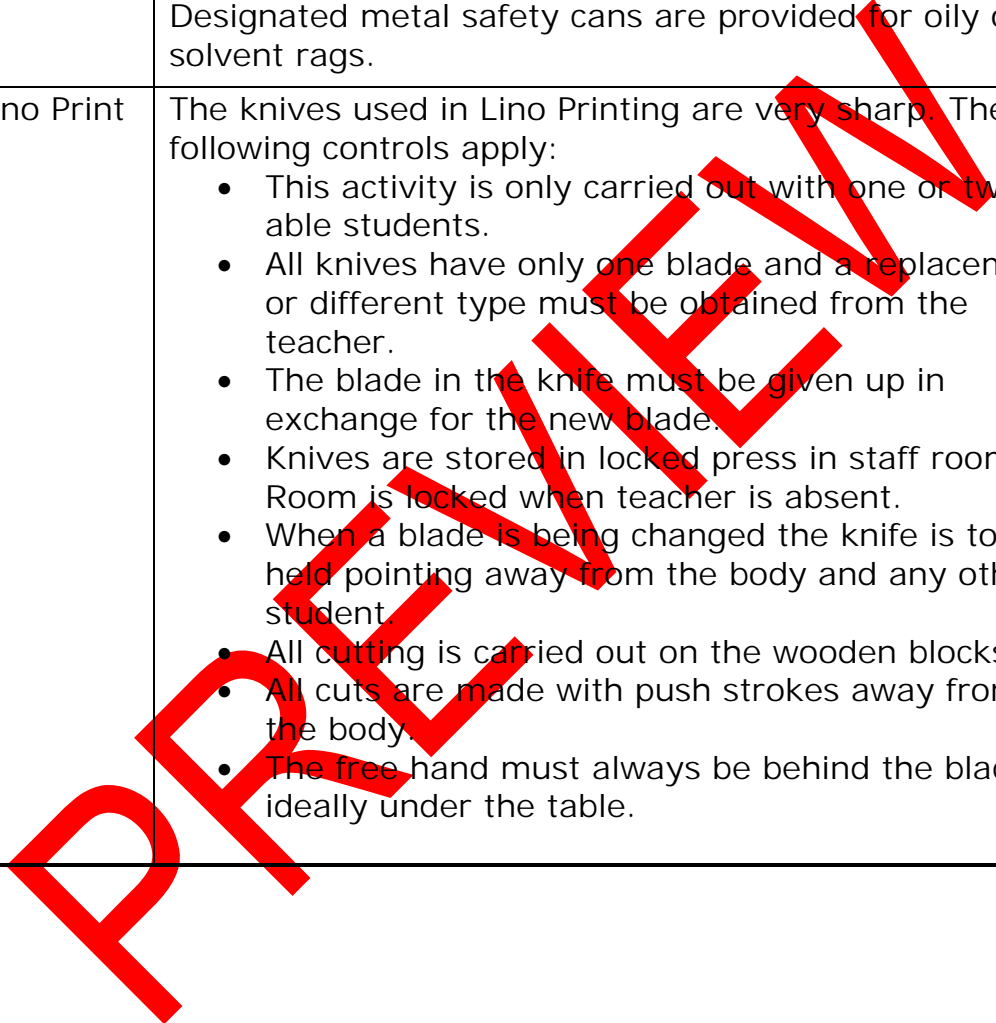 Designated metal safety cans are provided for oily
solvent rags.
no Print
The knives used in Lino Printing are very sharp. The
following controls apply:
• This activity is only carried out with one or tw
able students.
• All knives have only one blade and a replacem
or different type must be obtained from the
teacher.
• The blade in the knife must be given up in
exchange for the new blade.
• Knives are stored in locked press in staff room
Room is locked when teacher is absent.
• When a blade is being changed the knife is to
held pointing away from the body and any oth
student.
• All cutting is carried out on the wooden blocks
• All cuts are made with push strokes away from
the body.
• The free hand must always be behind the blad
ideally under the table.
PREVIEW